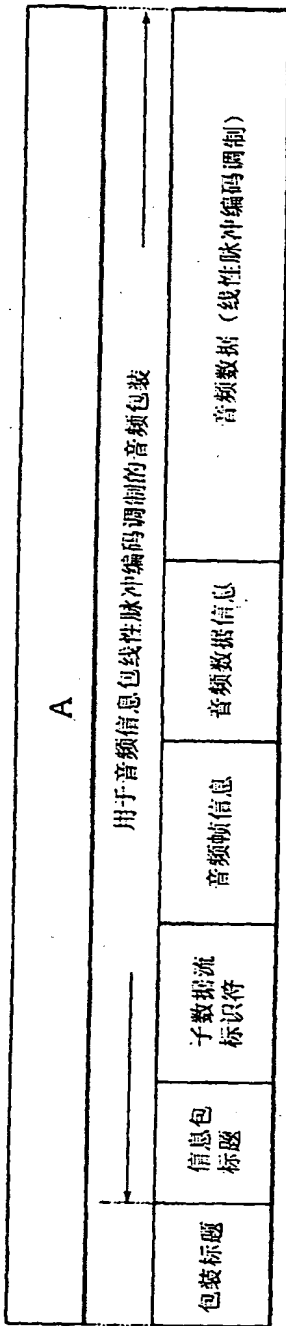 A
用于音频信息包线性脉冲编码调制的音频包装
包装标题
信息包
标题
子数据流
标识符
音频帧信息
音频数据信息
音频数据（线性脉冲编码调制）